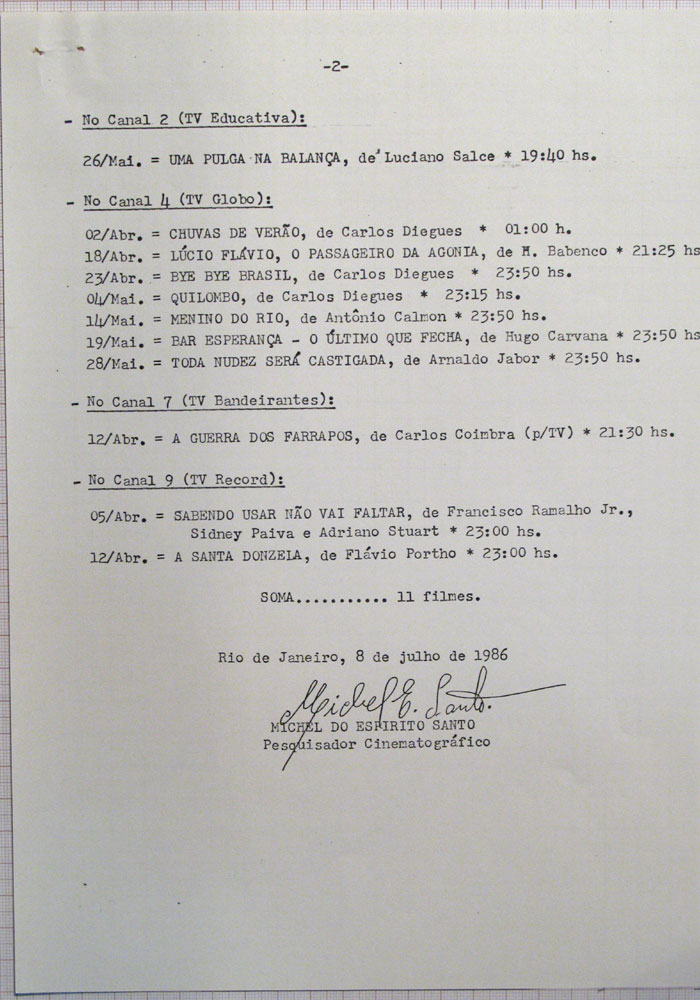 -2-
- No Canal 2 (TV Educativa):
26/Mai. = UMA PULGA NA BALANÇA, de Luciano Salce * 19:40 hs.
- No Canal 4 (TV Globo):
02/Abr. = CHUVAS DE VERÃO, de Carlos Diegues * 01:00 h.
18/Abr. = LÚCIO FLÁVIO, O PASSAGEIRO DA AGONIA, de H. Babenco * 21:25 hs
23/Abr. = BYE BYE BRASIL, de Carlos Diegues * 23:50 hs.
04/Mai. = QUILOMBO, de Carlos Diegues * 23:15 hs.
14/Mai. = MENINO DO RIO, de Antônio Calmon * 23:50 hs.
19/Mai. = BAR ESPERANÇA - O ÚLTIMO QUE FECHA, de Hugo Carvana * 23:50 hs
28/Mai. = TODA NUDEZ SERÁ CASTIGADA, de Arnaldo Jabor * 23:50 hs.
- No Canal 7 (TV Bandeirantes):
12/Abr. = A GUERRA DOS FARRAPOS, de Carlos Coimbra (p/TV) * 21:30 hs.
- No Canal 9 (TV Record):
05/Abr. = SABENDO USAR NÃO VAI FALTAR, de Francisco Ramalho Jr.,
Sidney Paiva e Adriano Stuart * 23:00 hs.
12/Abr. = A SANTA DONZELA, de Flávio Portho * 23:00 hs.
SOMA........... 11 filmes.
Rio de Janeiro, 8 de julho de 1986
Michel E. Santo.
MICHEL DO ESPIRITO SANTO
Pesquisador Cinematográfico